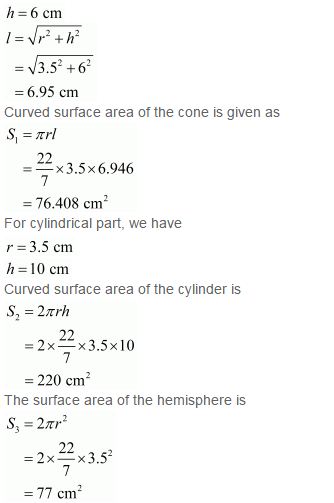 h = 6 cm
l = √(r² + h²)
= √(3.5² + 6²)
= 6.95 cm
Curved surface area of the cone is given as
S₁ = πrl
= 22/7 × 3.5 × 6.946
= 76.408 cm²
For cylindrical part, we have
r = 3.5 cm
h = 10 cm
Curved surface area of the cylinder is
S₂ = 2πrh
= 2 × 22/7 × 3.5 × 10
= 220 cm²
The surface area of the hemisphere is
S₃ = 2πr²
= 2 × 22/7 × 3.5²
= 77 cm²